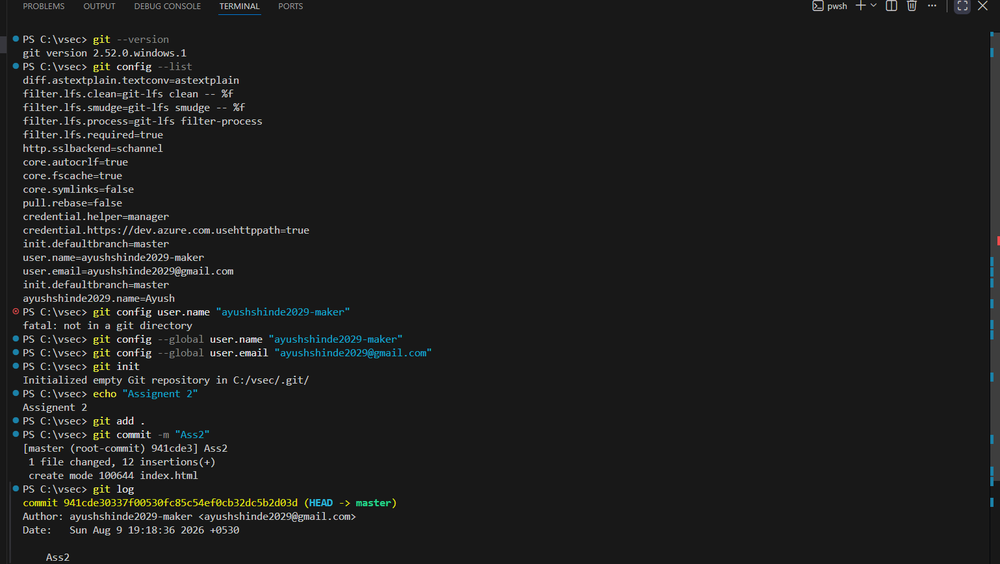 PROBLEMS OUTPUT DEBUG CONSOLE TERMINAL PORTS pwsh
PS C:\vsec> git --version
git version 2.52.0.windows.1
PS C:\vsec> git config --list
diff.astextplain.textconv=astextplain
filter.lfs.clean=git-lfs clean -- %f
filter.lfs.smudge=git-lfs smudge -- %f
filter.lfs.process=git-lfs filter-process
filter.lfs.required=true
http.sslbackend=schannel
core.autocrlf=true
core.fscache=true
core.symlinks=false
pull.rebase=false
credential.helper=manager
credential.https://dev.azure.com.usehttppath=true
init.defaultbranch=master
user.name=ayushshinde2029-maker
user.email=ayushshinde2029@gmail.com
init.defaultbranch=master
ayushshinde2029.name=Ayush
PS C:\vsec> git config user.name "ayushshinde2029-maker"
fatal: not in a git directory
PS C:\vsec> git config --global user.name "ayushshinde2029-maker"
PS C:\vsec> git config --global user.email "ayushshinde2029@gmail.com"
PS C:\vsec> git init
Initialized empty Git repository in C:/vsec/.git/
PS C:\vsec> echo "Assignent 2"
Assignent 2
PS C:\vsec> git add .
PS C:\vsec> git commit -m "Ass2"
[master (root-commit) 941cde3] Ass2
 1 file changed, 12 insertions(+)
 create mode 100644 index.html
PS C:\vsec> git log
commit 941cde30337f00530fc85c54ef0cb32dc5b2d03d (HEAD -> master)
Author: ayushshinde2029-maker <ayushshinde2029@gmail.com>
Date:   Sun Aug 9 19:18:36 2026 +0530
    Ass2